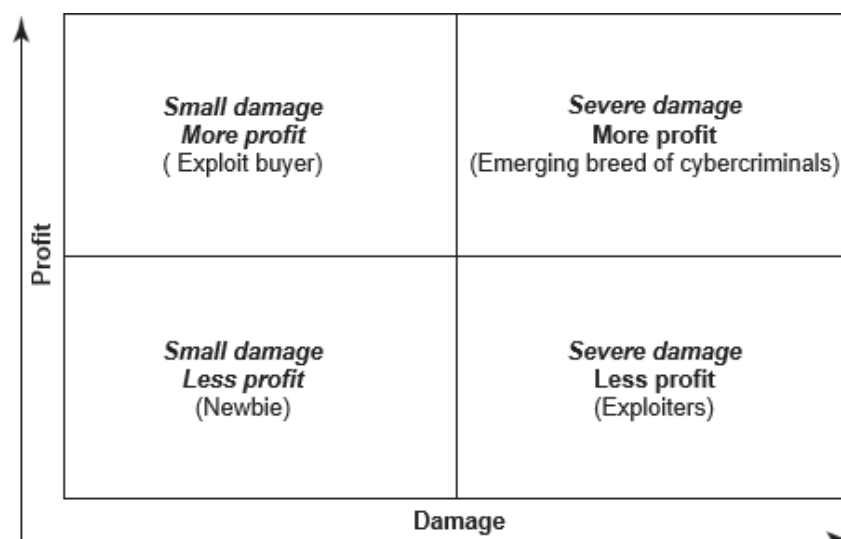 Small damage
More profit
( Exploit buyer)
Severe damage
More profit
(Emerging breed of cybercriminals)
Profit
Small damage
Less profit
(Newbie)
Severe damage
Less profit
(Exploiters)
Damage